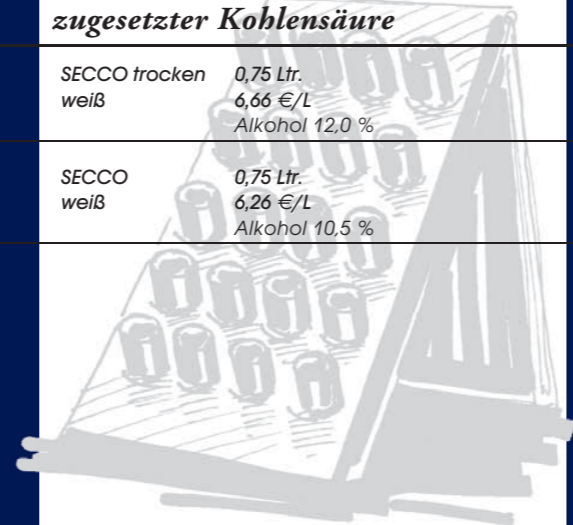 zugesetzter Kohlensäure
SECCO trocken 0,75 Ltr.
weiß 6,66 €/L
Alkohol 12,0 %
SECCO 0,75 Ltr.
weiß 6,26 €/L
Alkohol 10,5 %